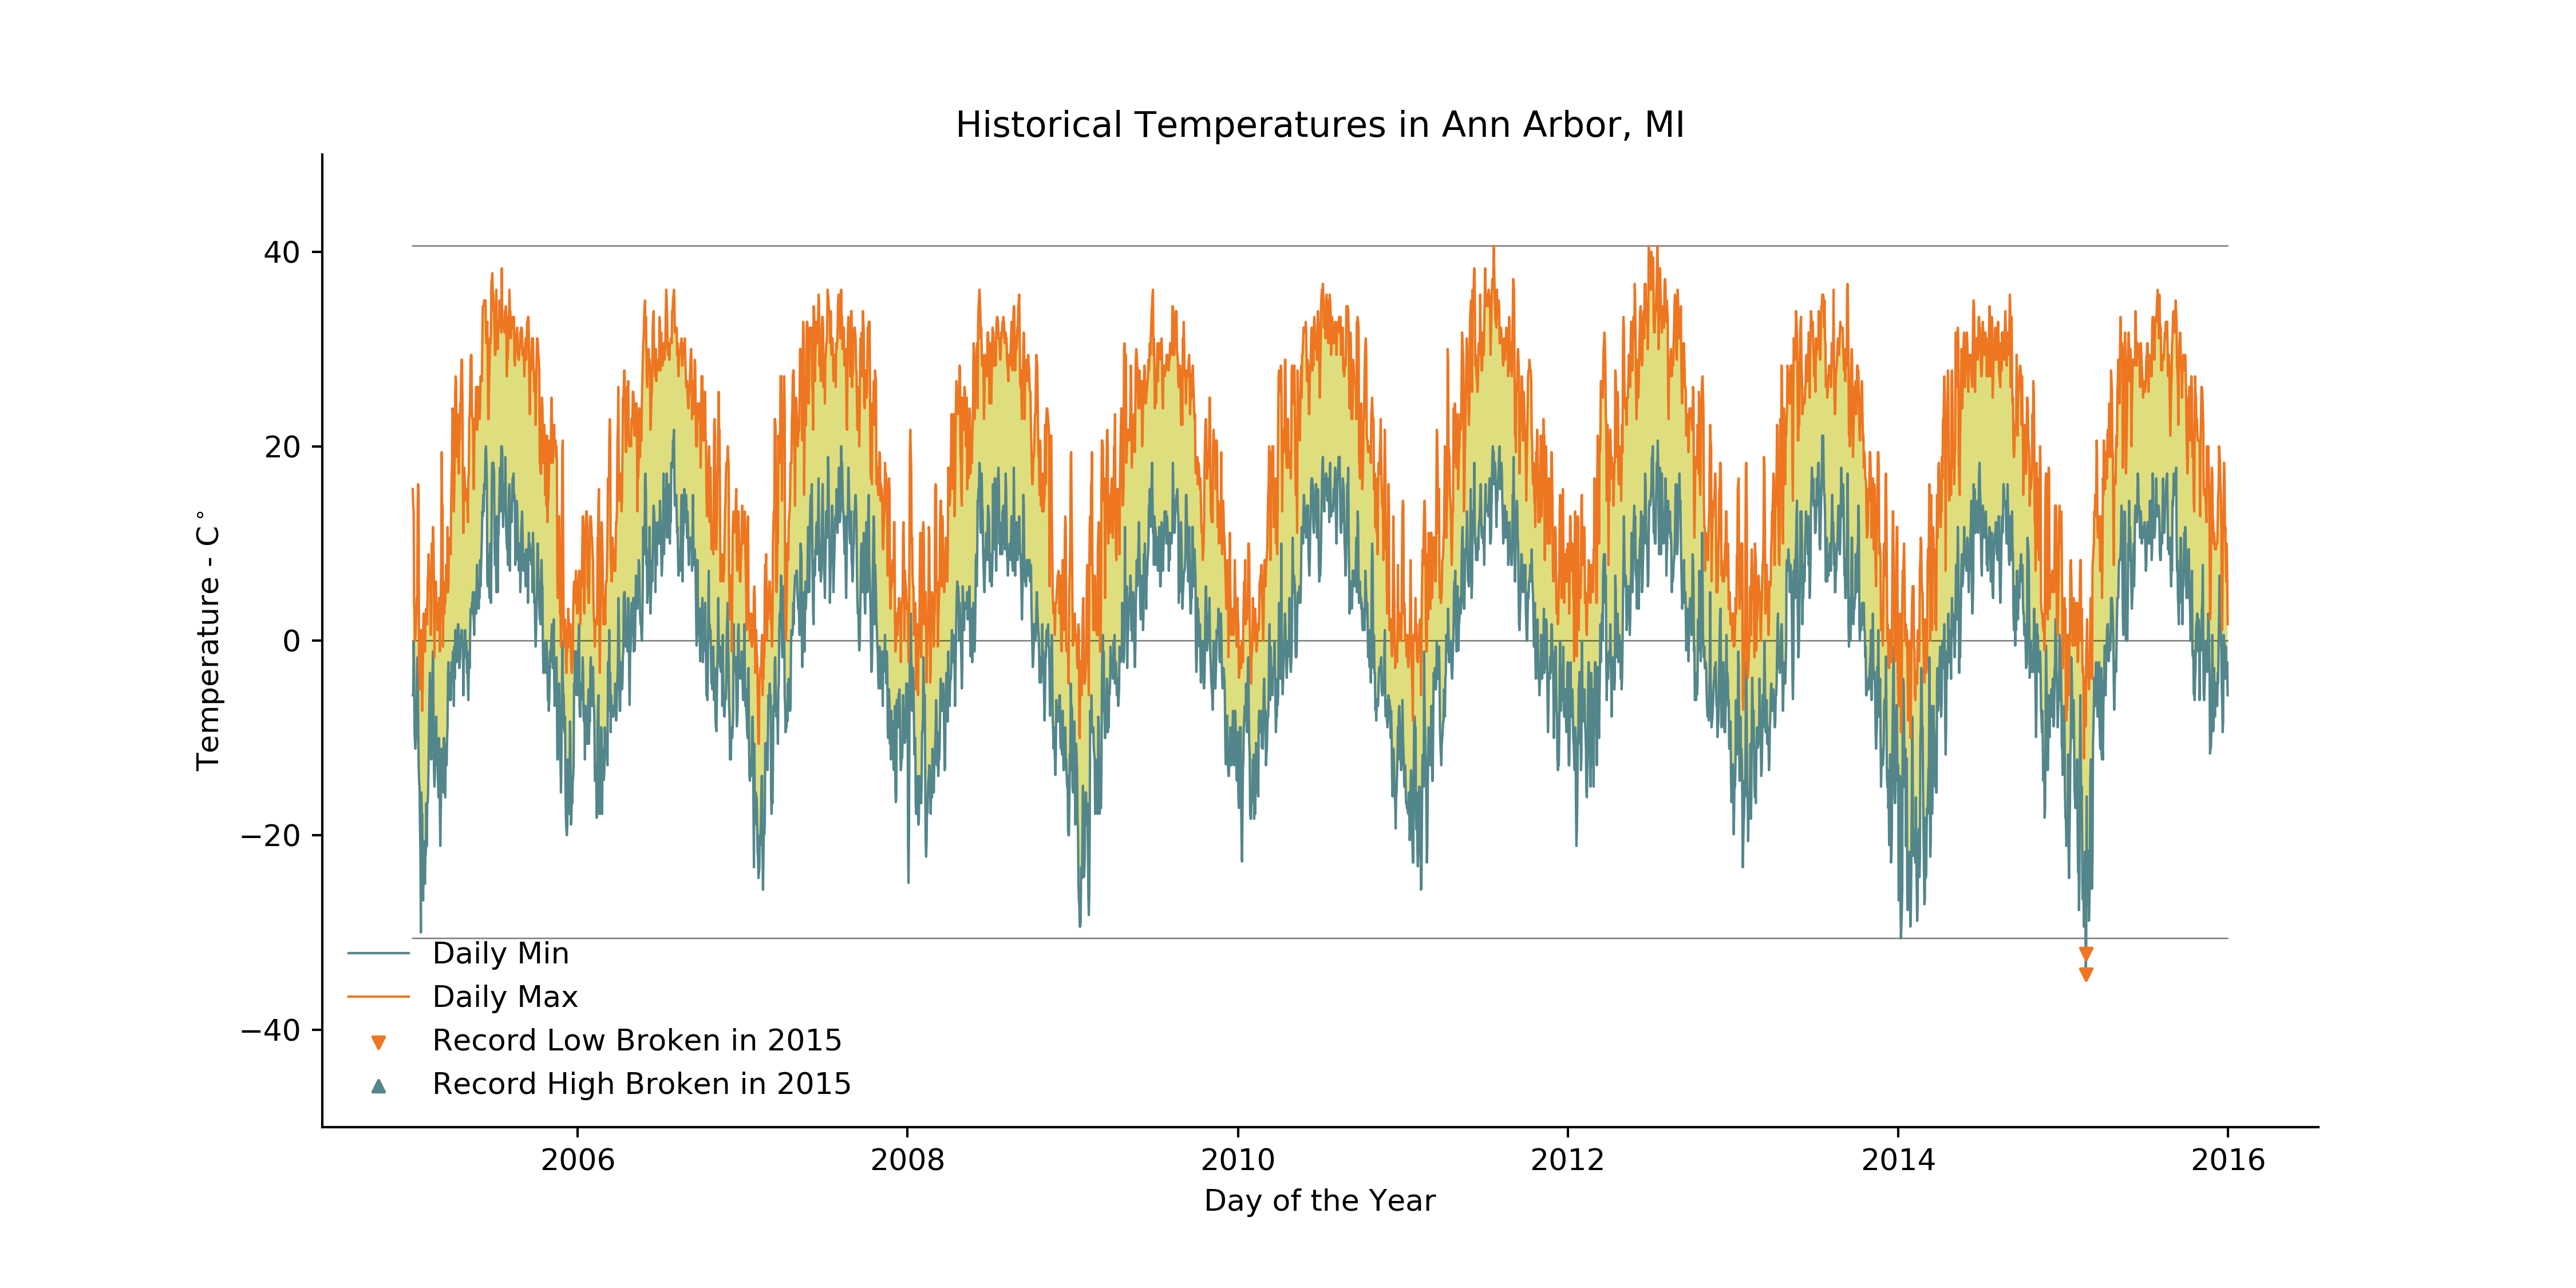 Historical Temperatures in Ann Arbor, MI
40
20
0
−20
−40
Temperature - C°
Daily Min
Daily Max
Record Low Broken in 2015
Record High Broken in 2015
2006 2008 2010 2012 2014 2016
Day of the Year